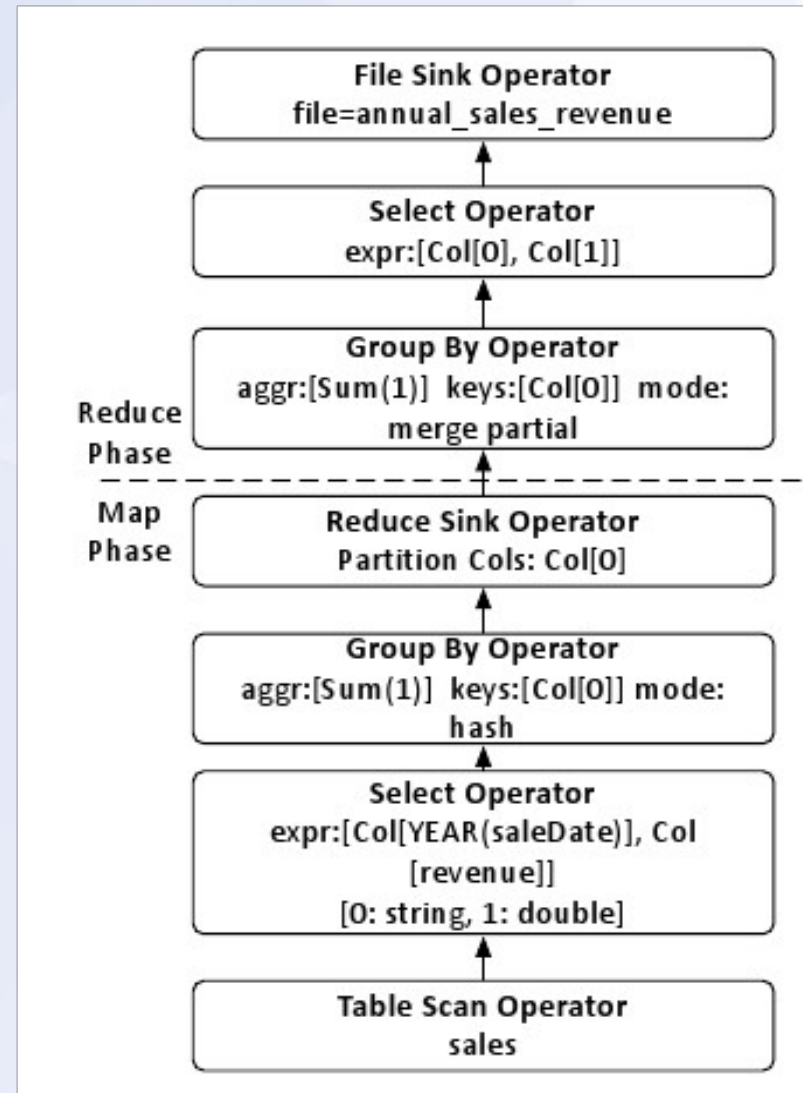 File Sink Operator
file=annual_sales_revenue
Select Operator
expr:[Col[0], Col[1]]
Group By Operator
aggr:[Sum(1)] keys:[Col[0]] mode:
merge partial
Reduce
Phase
Map
Phase
Reduce Sink Operator
Partition Cols: Col[0]
Group By Operator
aggr:[Sum(1)] keys:[Col[0]] mode:
hash
Select Operator
expr:[Col[YEAR(saleDate)], Col
[revenue]]
[0: string, 1: double]
Table Scan Operator
sales